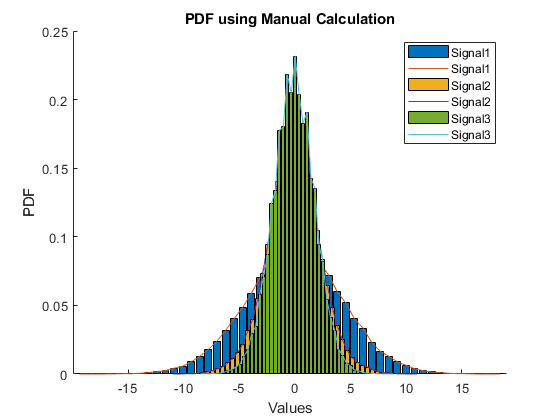 PDF using Manual Calculation
0.25
0.2
0.15
0.1
0.05
0
PDF
Signal1
Signal1
Signal2
Signal2
Signal3
Signal3
-15 -10 -5 0 5 10 15
Values